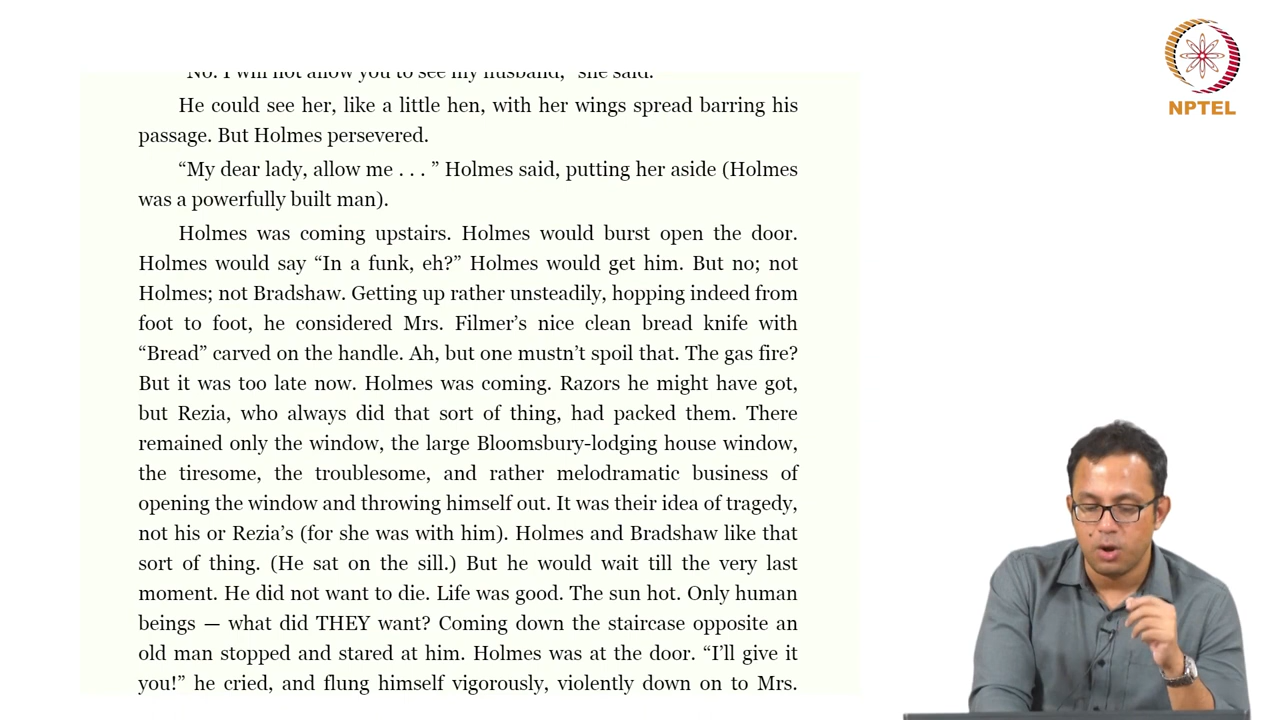 "No. I will not allow you to see my husband," she said.
He could see her, like a little hen, with her wings spread barring his
passage. But Holmes persevered.
“My dear lady, allow me . . . ” Holmes said, putting her aside (Holmes
was a powerfully built man).
Holmes was coming upstairs. Holmes would burst open the door.
Holmes would say “In a funk, eh?” Holmes would get him. But no; not
Holmes; not Bradshaw. Getting up rather unsteadily, hopping indeed from
foot to foot, he considered Mrs. Filmer’s nice clean bread knife with
“Bread” carved on the handle. Ah, but one mustn’t spoil that. The gas fire?
But it was too late now. Holmes was coming. Razors he might have got,
but Rezia, who always did that sort of thing, had packed them. There
remained only the window, the large Bloomsbury-lodging house window,
the tiresome, the troublesome, and rather melodramatic business of
opening the window and throwing himself out. It was their idea of tragedy,
not his or Rezia’s (for she was with him). Holmes and Bradshaw like that
sort of thing. (He sat on the sill.) But he would wait till the very last
moment. He did not want to die. Life was good. The sun hot. Only human
beings — what did THEY want? Coming down the staircase opposite an
old man stopped and stared at him. Holmes was at the door. “I’ll give it
you!” he cried, and flung himself vigorously, violently down on to Mrs.
NPTEL